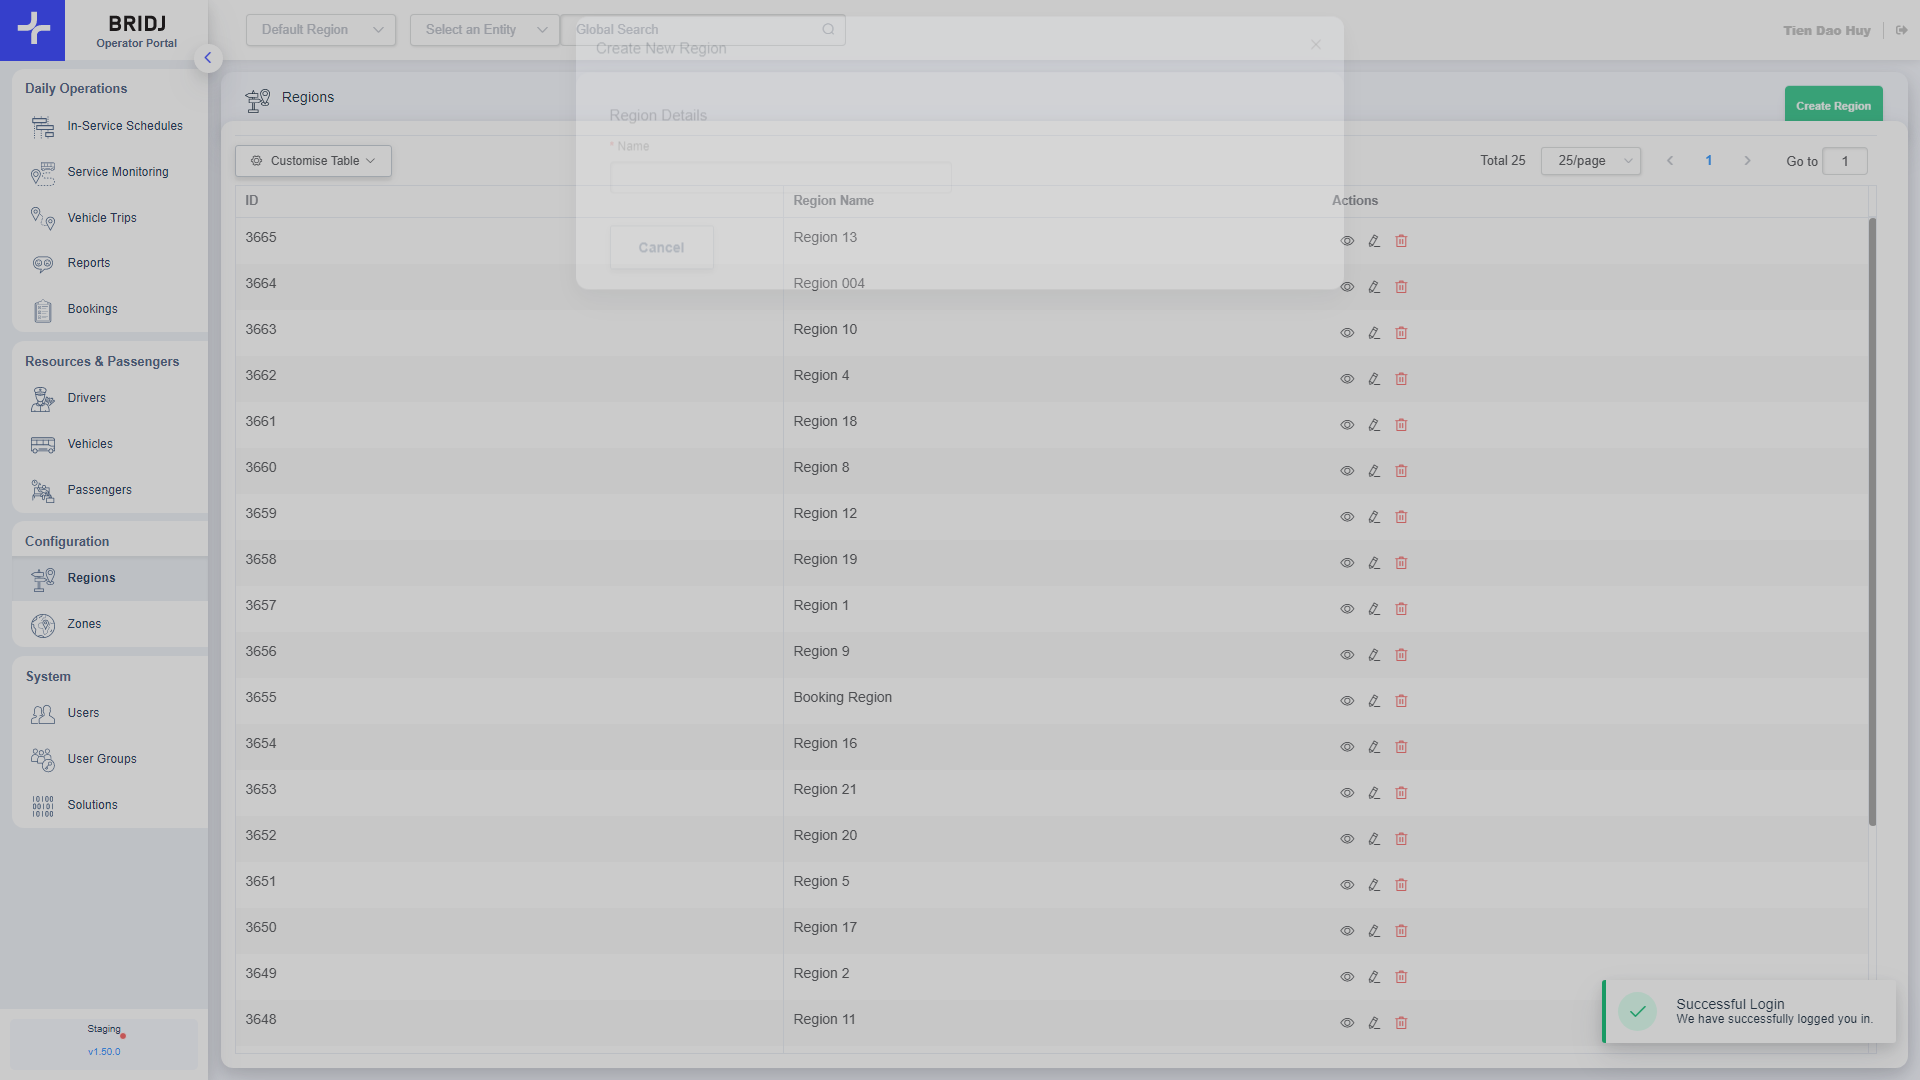 BRIDJ
Operator Portal
Default Region
Select an Entity
Global Search
Tien Dao Huy
Create New Region
Daily Operations
In-Service Schedules
Service Monitoring
Vehicle Trips
Reports
Bookings
Resources & Passengers
Drivers
Vehicles
Passengers
Configuration
Regions
Zones
System
Users
User Groups
Solutions
10100
00101
10100
Staging
v1.50.0
Regions
Create Region
Region Details
* Name
Cancel
Customise Table
Total 25
25/page
1
Go to
1
ID Region Name Actions
3665 Region 13
3664 Region 004
3663 Region 10
3662 Region 4
3661 Region 18
3660 Region 8
3659 Region 12
3658 Region 19
3657 Region 1
3656 Region 9
3655 Booking Region
3654 Region 16
3653 Region 21
3652 Region 20
3651 Region 5
3650 Region 17
3649 Region 2
3648 Region 11
Successful Login
We have successfully logged you in.